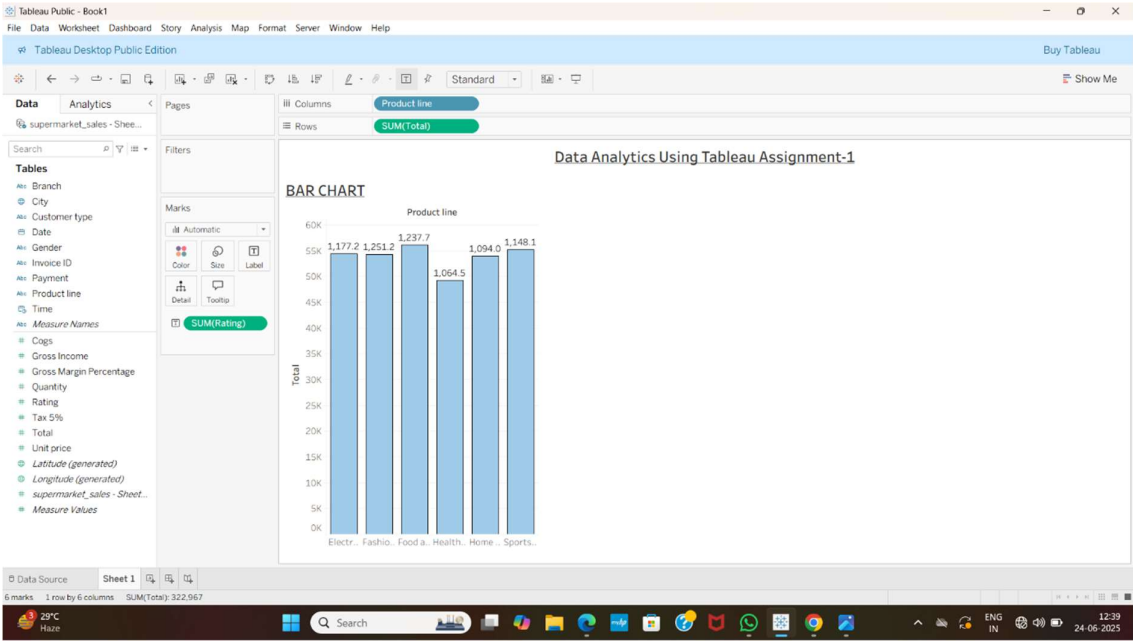 Tableau Public - Book1
File Data Worksheet Dashboard Story Analysis Map Format Server Window Help
Tableau Desktop Public Edition
Buy Tableau
Standard
Show Me
Data Analytics
supermarket_sales - Shee...
Search
Tables
Abc Branch
City
Abc Customer type
Date
Abc Gender
Abc Invoice ID
Abc Payment
Abc Product line
Time
Abc Measure Names
# Cogs
# Gross Income
# Gross Margin Percentage
# Quantity
# Rating
# Tax 5%
# Total
# Unit price
Latitude (generated)
Longitude (generated)
# supermarket_sales - Sheet...
# Measure Values
Pages
Filters
Marks
Automatic
Color Size Label
Detail Tooltip
SUM(Rating)
Columns Product line
Rows SUM(Total)
Data Analytics Using Tableau Assignment-1
BAR CHART
Product line
60K
55K
50K
45K
40K
35K
30K
25K
20K
15K
10K
5K
0K
Total
1,177.2 1,251.2 1,237.7 1,064.5 1,094.0 1,148.1
Electr.. Fashio.. Food a.. Health.. Home .. Sports..
Data Source Sheet 1
6 marks 1 row by 6 columns SUM(Total): 322,967
3
29°C
Haze
Search
ENG
IN
12:39
24-06-2025